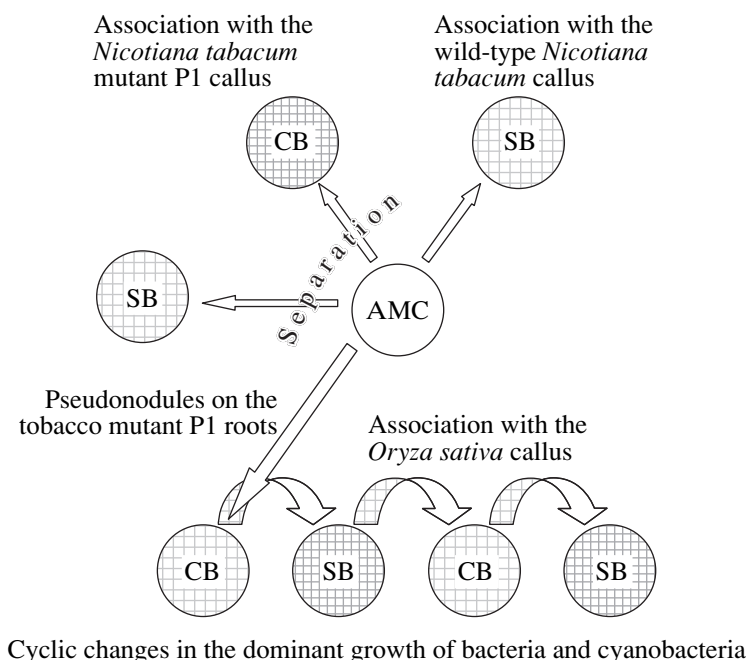 Association with the
Nicotiana tabacum
mutant P1 callus
Association with the
wild-type Nicotiana
tabacum callus
CB
SB
Separation
SB
AMC
Pseudonodules on the
tobacco mutant P1 roots
Association with the
Oryza sativa callus
CB
SB
CB
SB
Cyclic changes in the dominant growth of bacteria and cyanobacteria